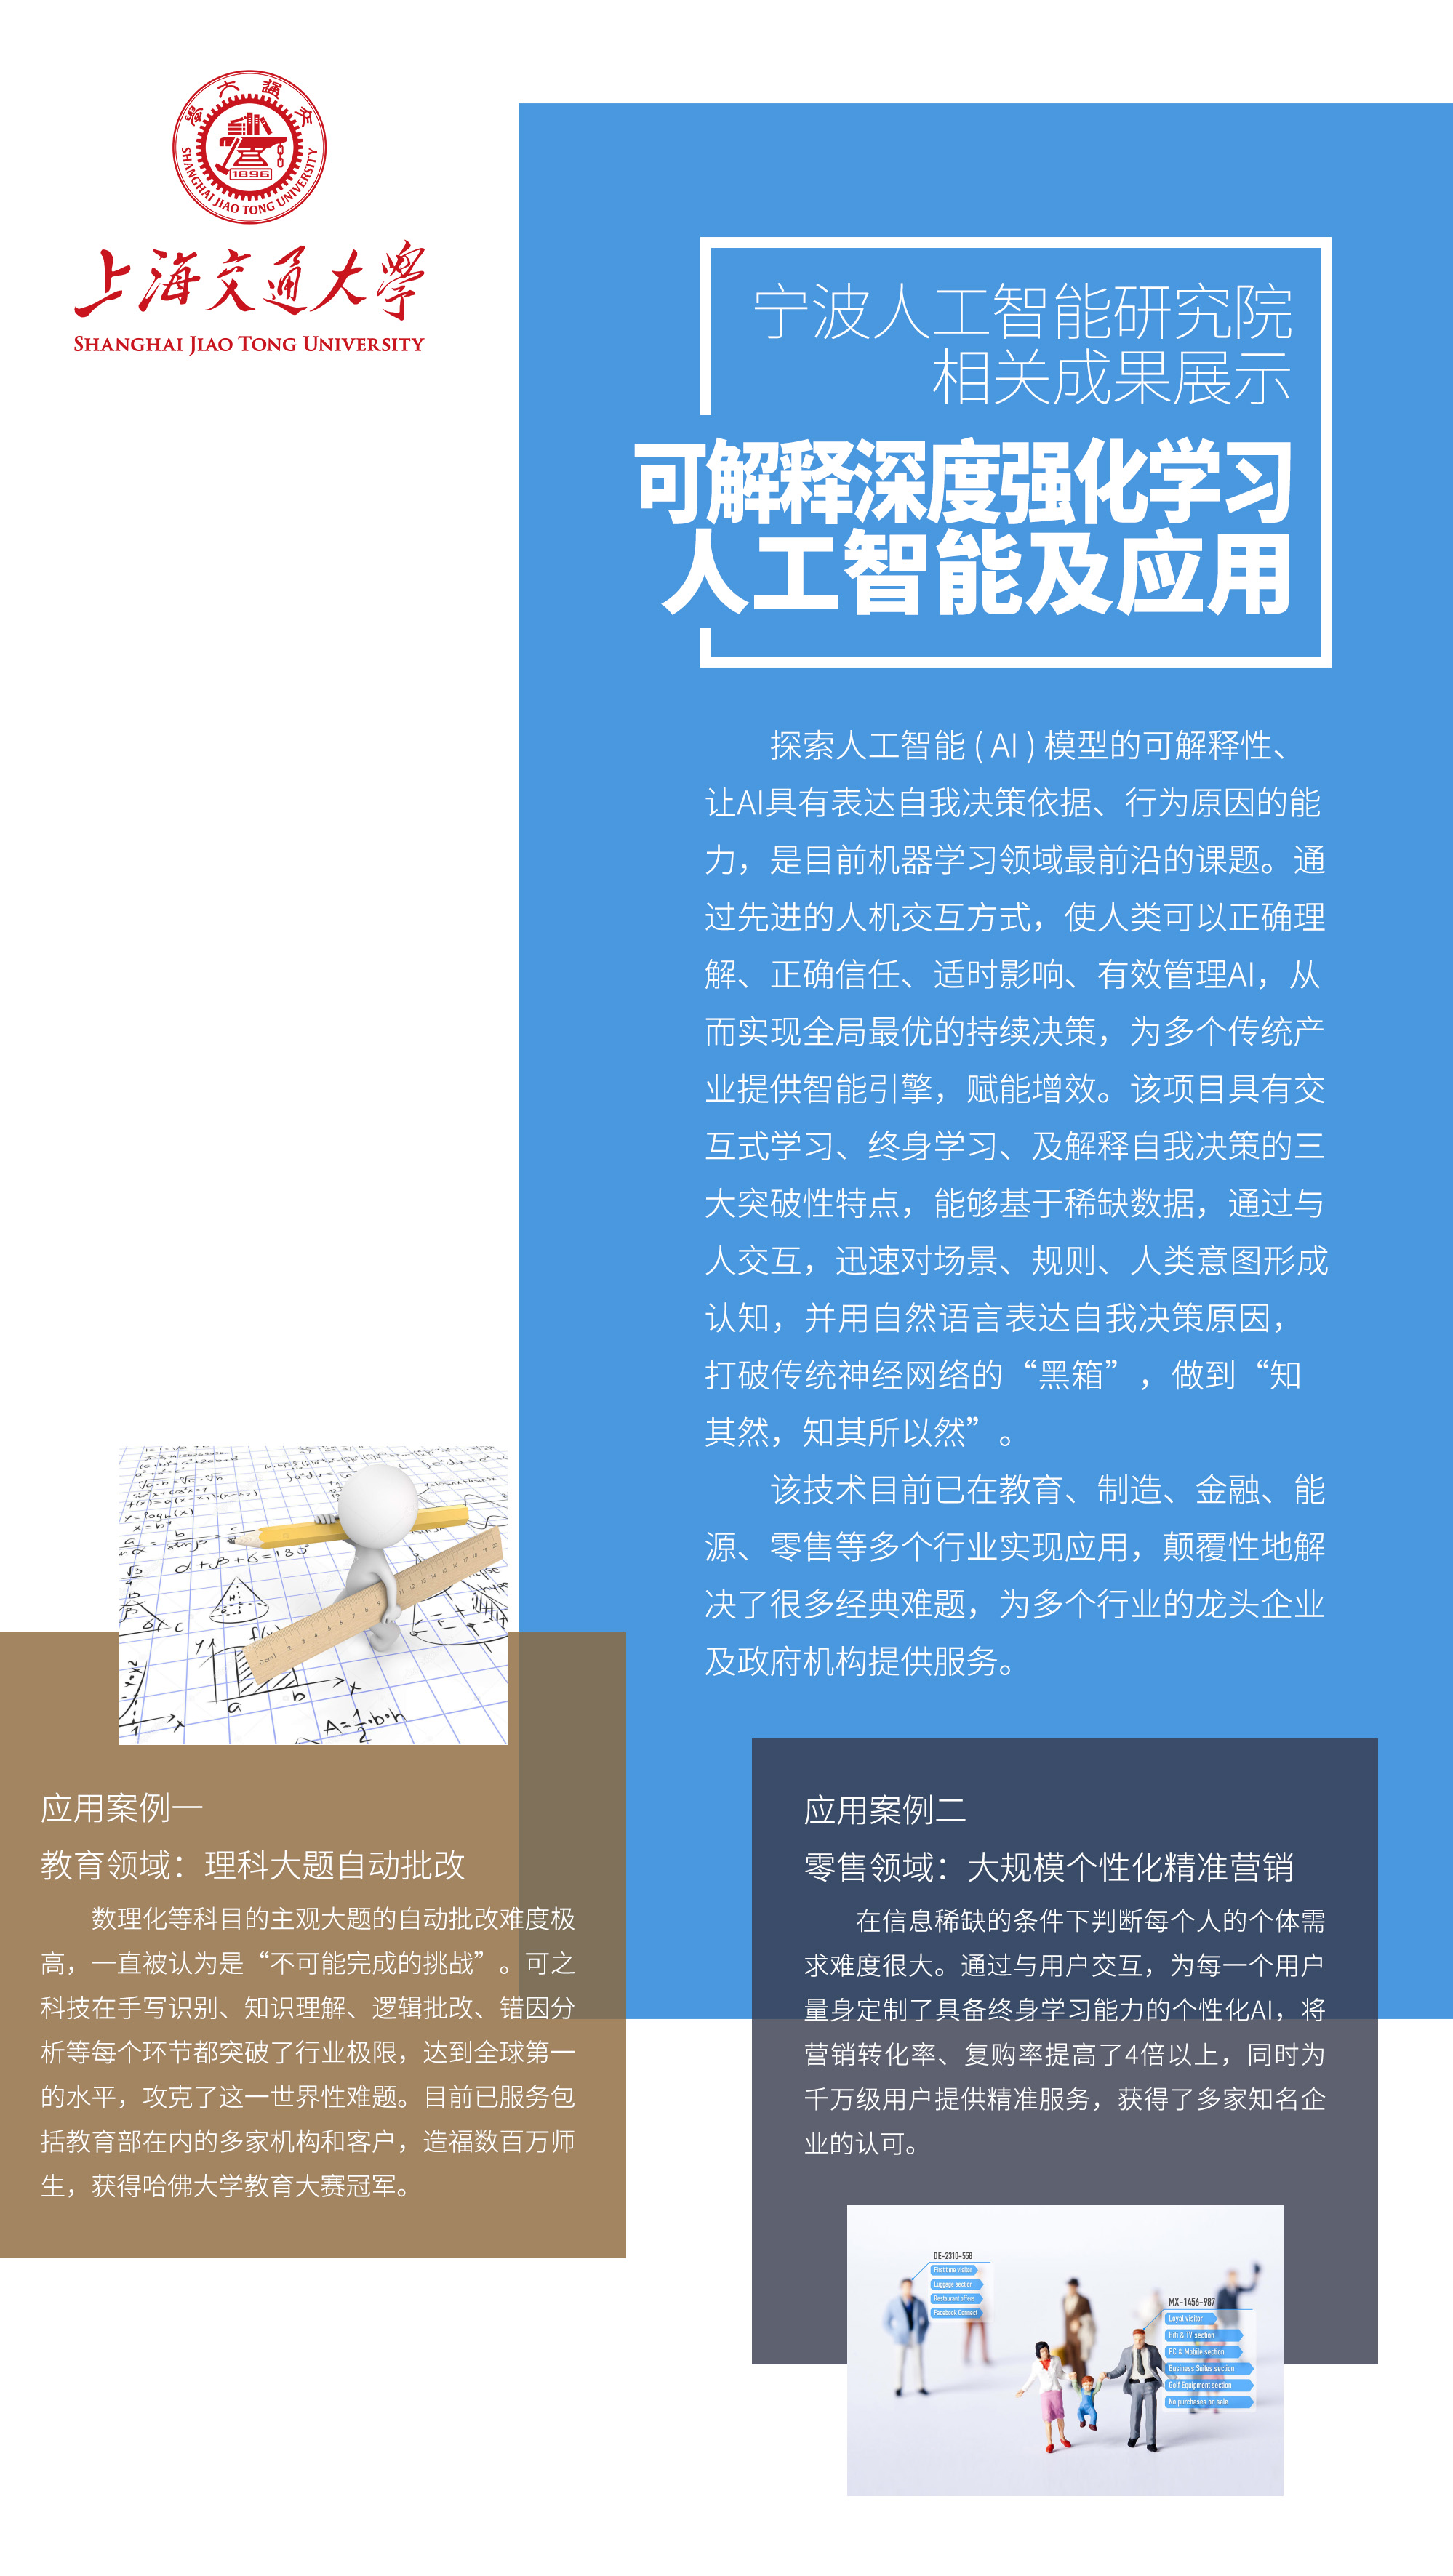 交通大學
SHANGHAI JIAO TONG UNIVERSITY
1896
上海交通大學
SHANGHAI JIAO TONG UNIVERSITY
宁波人工智能研究院
相关成果展示
可解释深度强化学习
人工智能及应用
探索人工智能 ( AI ) 模型的可解释性、
让AI具有表达自我决策依据、行为原因的能
力，是目前机器学习领域最前沿的课题。通
过先进的人机交互方式，使人类可以正确理
解、正确信任、适时影响、有效管理AI，从
而实现全局最优的持续决策，为多个传统产
业提供智能引擎，赋能增效。该项目具有交
互式学习、终身学习、及解释自我决策的三
大突破性特点，能够基于稀缺数据，通过与
人交互，迅速对场景、规则、人类意图形成
认知，并用自然语言表达自我决策原因，
打破传统神经网络的“黑箱”，做到“知
其然，知其所以然”。
该技术目前已在教育、制造、金融、能
源、零售等多个行业实现应用，颠覆性地解
决了很多经典难题，为多个行业的龙头企业
及政府机构提供服务。
应用案例一
教育领域：理科大题自动批改
数理化等科目的主观大题的自动批改难度极
高，一直被认为是“不可能完成的挑战”。可之
科技在手写识别、知识理解、逻辑批改、错因分
析等每个环节都突破了行业极限，达到全球第一
的水平，攻克了这一世界性难题。目前已服务包
括教育部在内的多家机构和客户，造福数百万师
生，获得哈佛大学教育大赛冠军。
应用案例二
零售领域：大规模个性化精准营销
在信息稀缺的条件下判断每个人的个体需
求难度很大。通过与用户交互，为每一个用户
量身定制了具备终身学习能力的个性化AI，将
营销转化率、复购率提高了4倍以上，同时为
千万级用户提供精准服务，获得了多家知名企
业的认可。
DE-2310-558
First time visitor
Luggage section
Restaurant offers
Facebook Connect
MX-1456-987
Loyal visitor
Hifi & TV section
PC & Mobile section
Business Suites section
Golf Equipment section
No purchases on sale